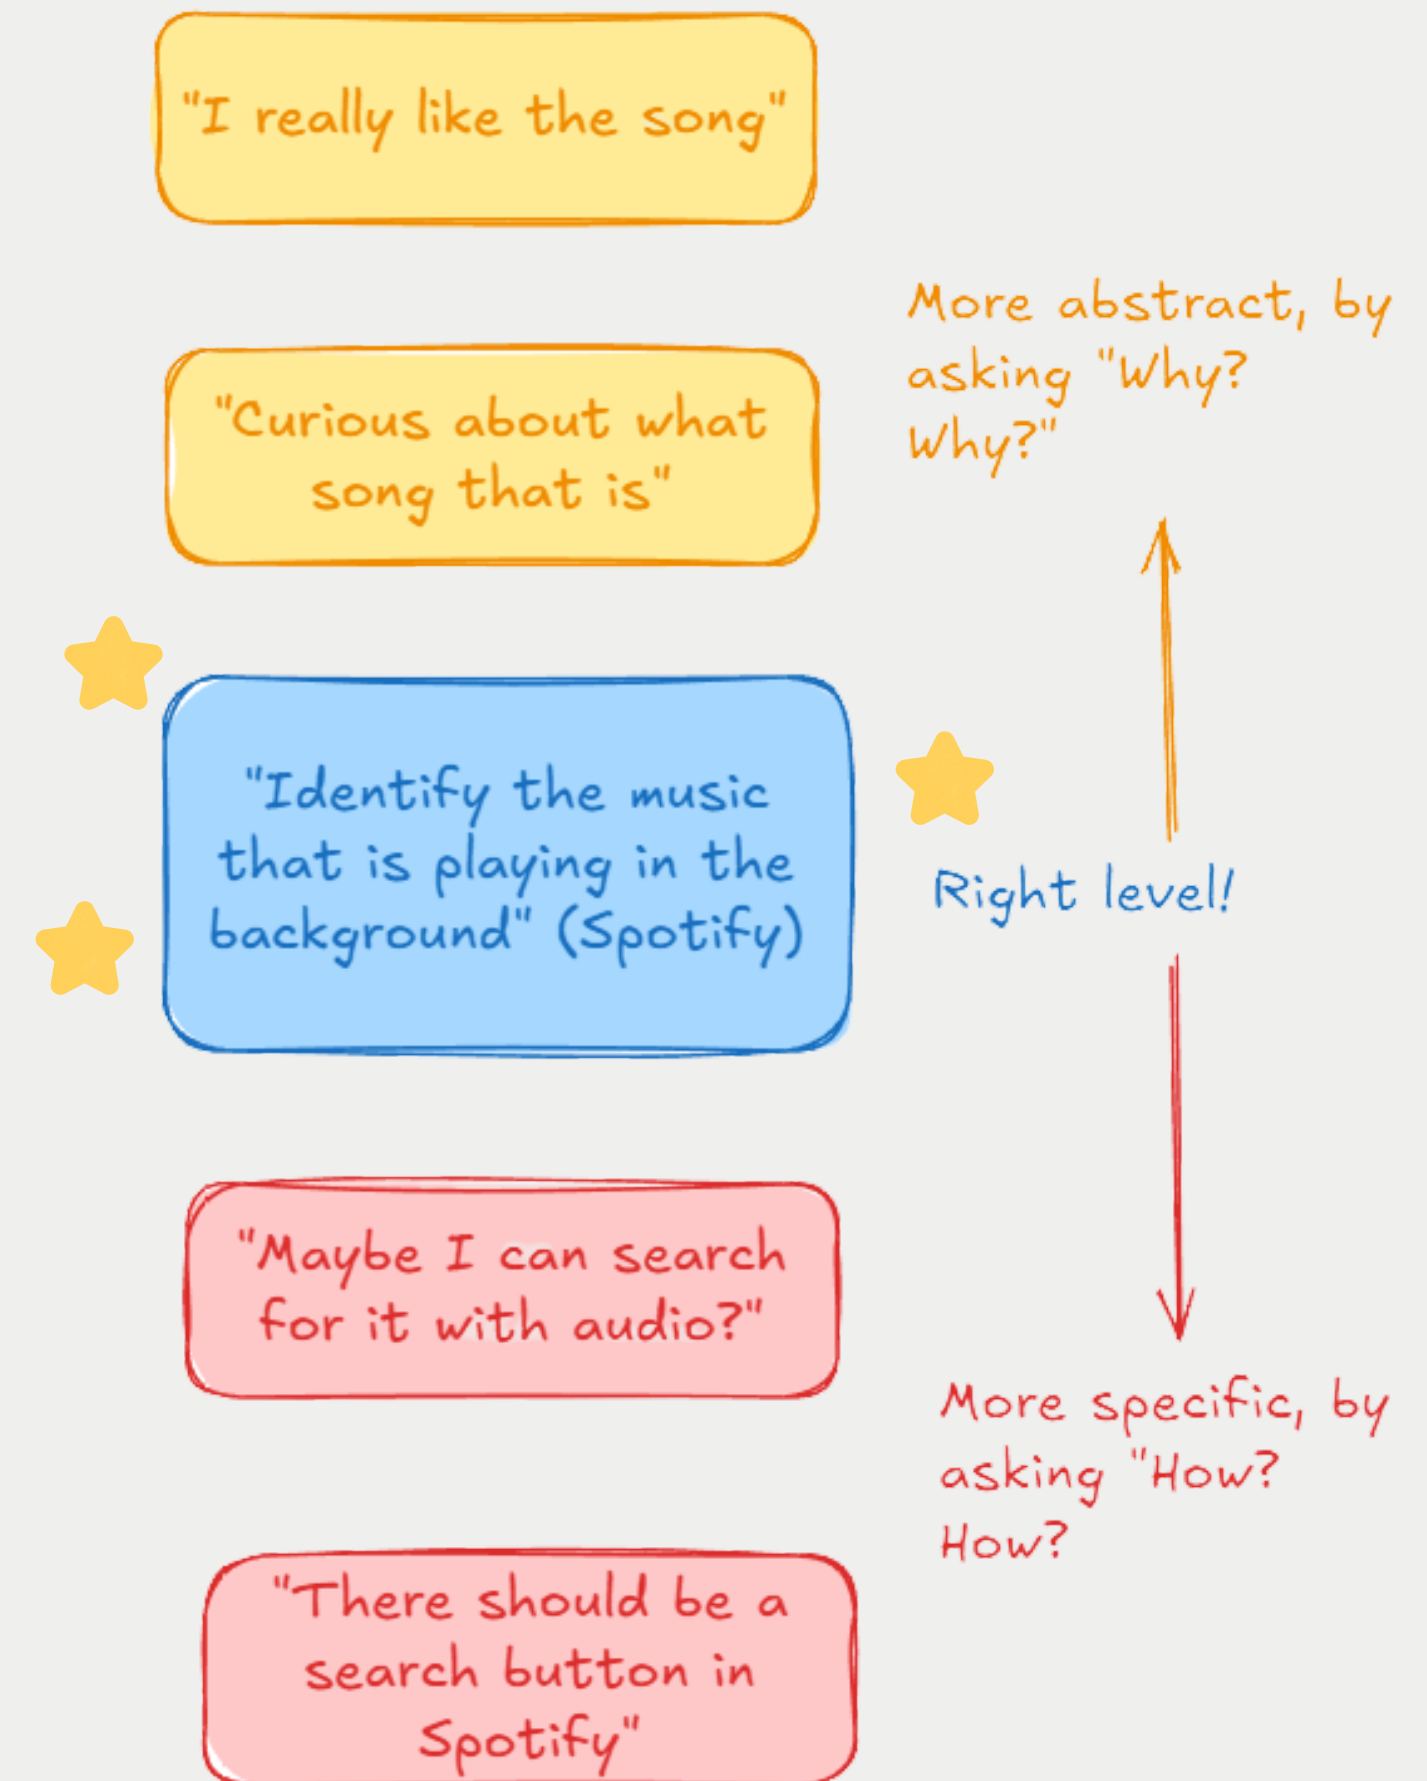 "I really like the song"
More abstract, by
asking "Why?
Why?"
"Curious about what
song that is"
"Identify the music
that is playing in the
background" (Spotify)
Right level!
"Maybe I can search
for it with audio?"
More specific, by
asking "How?
How?
"There should be a
search button in
Spotify"